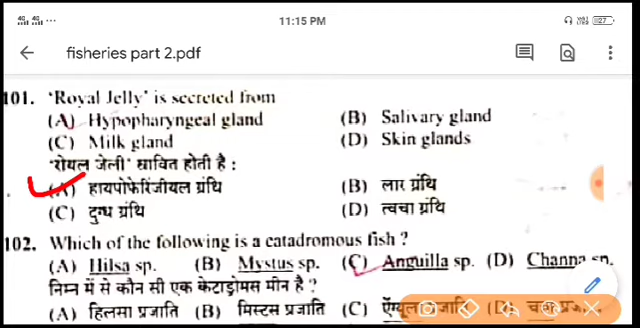 4G 4G ... 11:15 PM 27
← fisheries part 2.pdf
101. 'Royal Jelly' is secreted from
(A) Hypopharyngeal gland (B) Salivary gland
(C) Milk gland (D) Skin glands
'रोयल जेली' स्रावित होती है :
(A) हायपोफेरिंजीयल ग्रंथि (B) लार ग्रंथि
(C) दुग्ध ग्रंथि (D) त्वचा ग्रंथि
102. Which of the following is a catadromous fish ?
(A) Hilsa sp. (B) Mystus sp. (C) Anguilla sp. (D) Channa sp.
निम्न में से कौन सी एक केटाड्रोमस मीन है ?
(A) हिलसा प्रजाति (B) मिस्टस प्रजाति (C) (D)